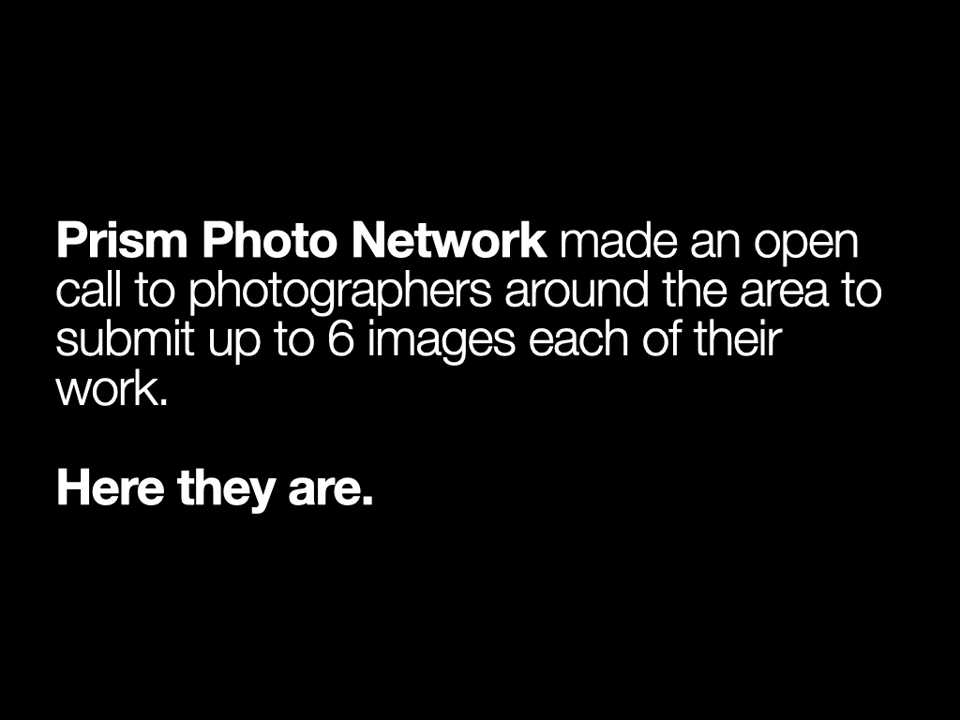 Prism Photo Network made an open
call to photographers around the area to
submit up to 6 images each of their
work.
Here they are.